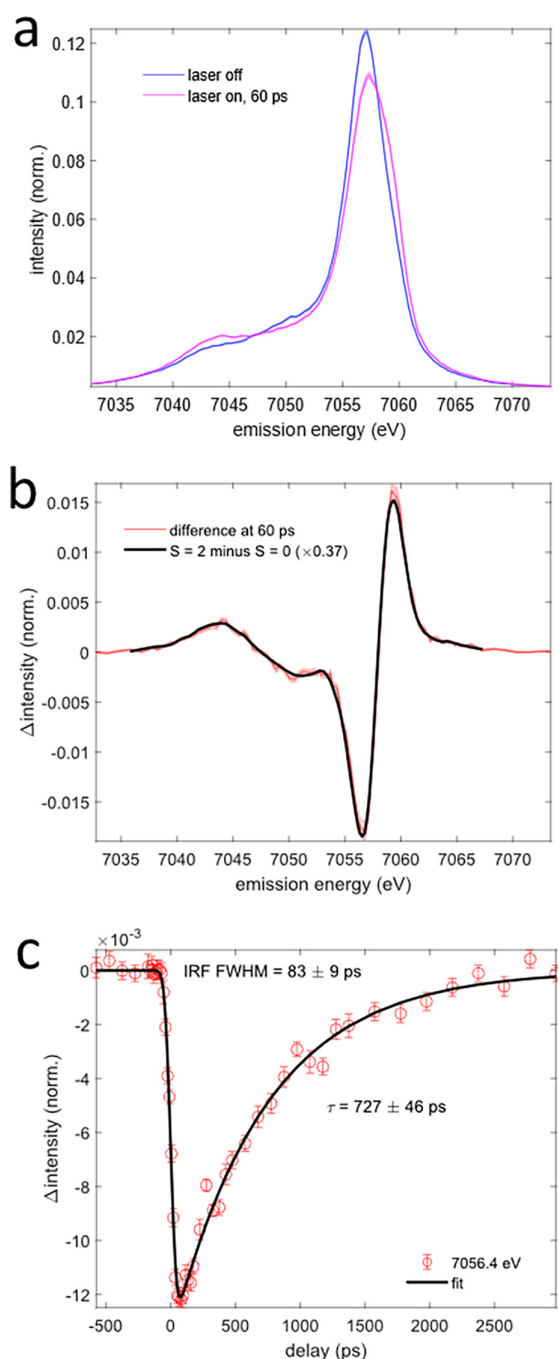 a
0.12
0.1
0.08
0.06
0.04
0.02
intensity (norm.)
laser off
laser on, 60 ps
7035 7040 7045 7050 7055 7060 7065 7070
emission energy (eV)
b
0.015
0.01
0.005
0
-0.005
-0.01
-0.015
Δintensity (norm.)
difference at 60 ps
S = 2 minus S = 0 (×0.37)
7035 7040 7045 7050 7055 7060 7065 7070
emission energy (eV)
c
×10⁻³
0
-2
-4
-6
-8
-10
-12
Δintensity (norm.)
IRF FWHM = 83 ± 9 ps
τ = 727 ± 46 ps
7056.4 eV
fit
-500 0 500 1000 1500 2000 2500
delay (ps)